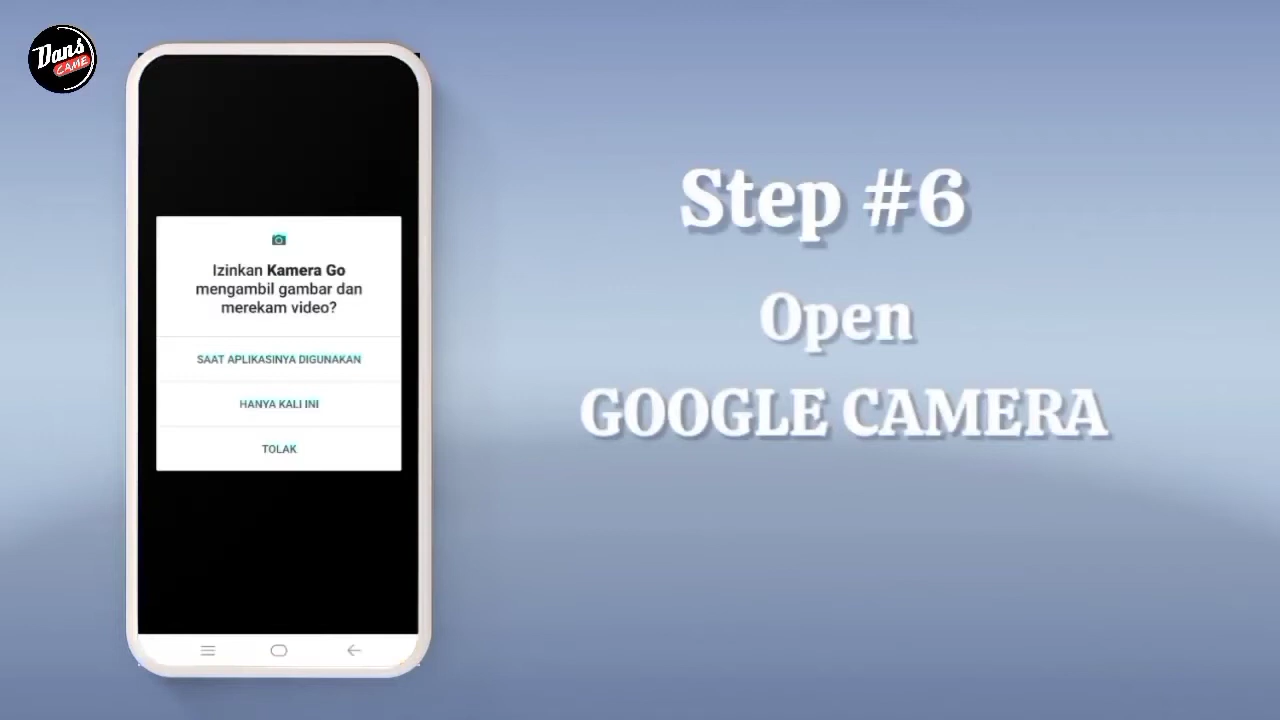 Dans
CAME
Izinkan Kamera Go
mengambil gambar dan
merekam video?
SAAT APLIKASINYA DIGUNAKAN
HANYA KALI INI
TOLAK
Step #6
Open
GOOGLE CAMERA